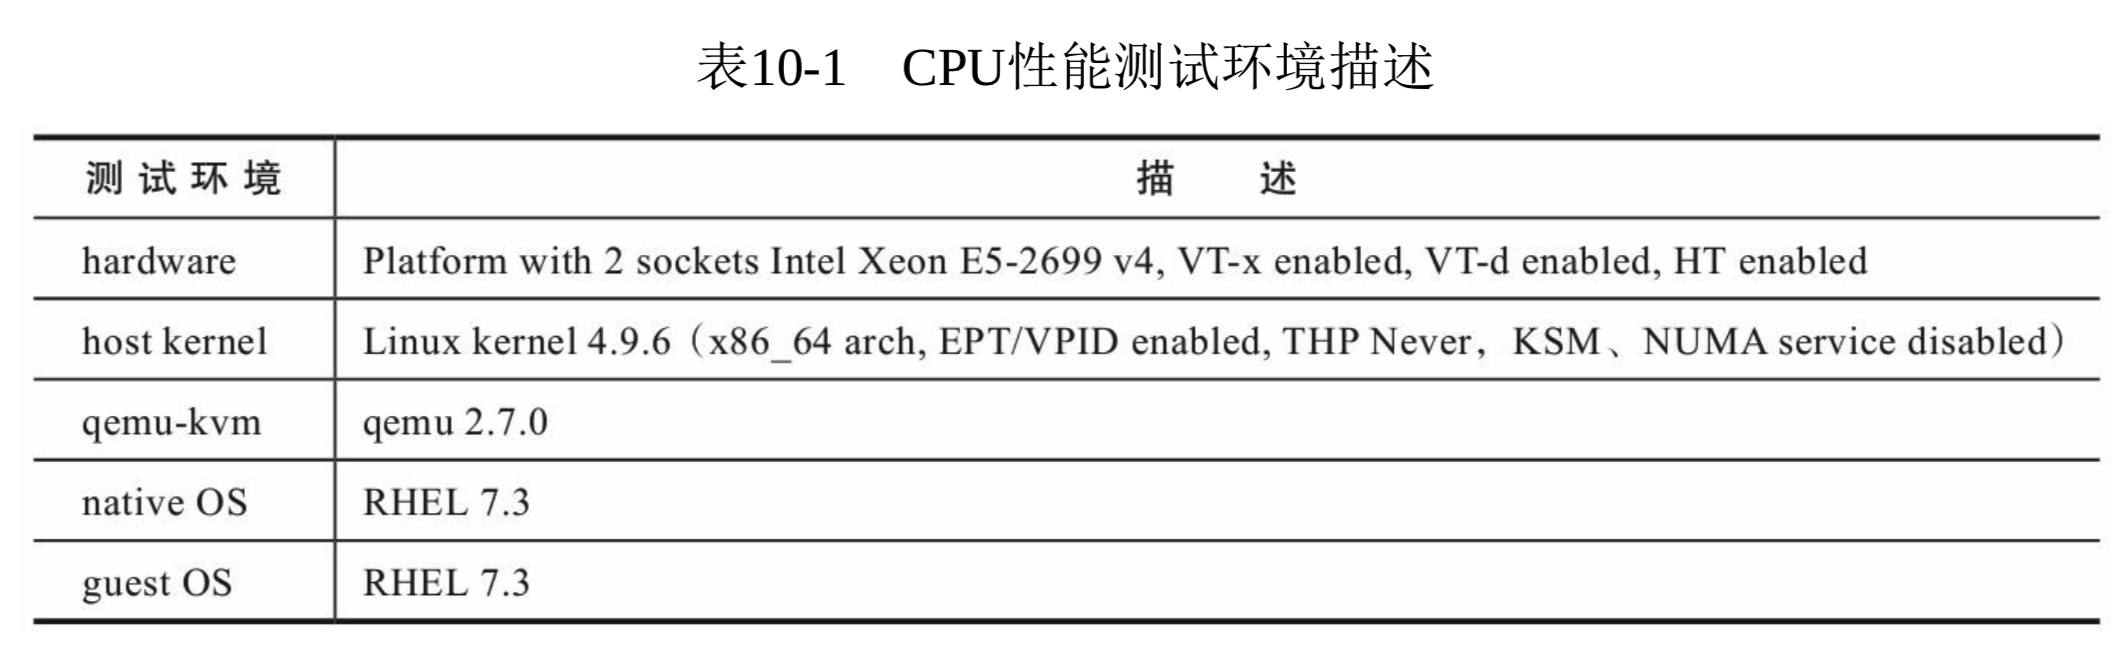 表10-1 CPU性能测试环境描述
测试环境 描述
hardware Platform with 2 sockets Intel Xeon E5-2699 v4, VT-x enabled, VT-d enabled, HT enabled
host kernel Linux kernel 4.9.6（x86_64 arch, EPT/VPID enabled, THP Never，KSM、NUMA service disabled）
qemu-kvm qemu 2.7.0
native OS RHEL 7.3
guest OS RHEL 7.3